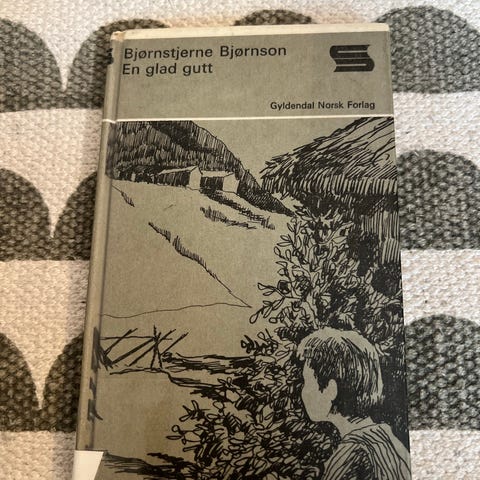 Bjørnstjerne Bjørnson
En glad gutt
Gyldendal Norsk Forlag